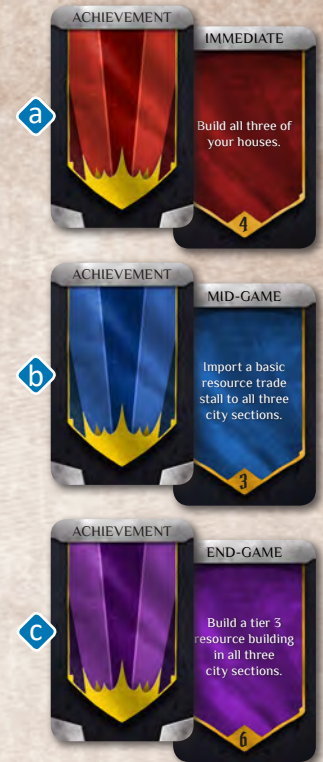 ACHIEVEMENT
IMMEDIATE
a
Build all three of
your houses.
4
ACHIEVEMENT
MID-GAME
b
Import a basic
resource trade
stall to all three
city sections.
3
ACHIEVEMENT
END-GAME
c
Build a tier 3
resource building
in all three
city sections.
6